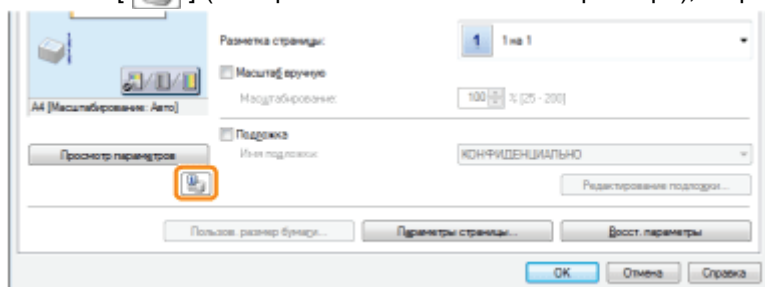 Разметка страницы:
1
1 на 1
Масштаб вручную
Масштабирование:
100
% [25 - 200]
A4 [Масштабирование: Авто]
Подложка
Имя подложки:
КОНФИДЕНЦИАЛЬНО
Просмотр параметров
Редактирование подложки...
Пользов. размер бумаги...
Параметры страницы...
Восст. параметры
OK
Отмена
Справка